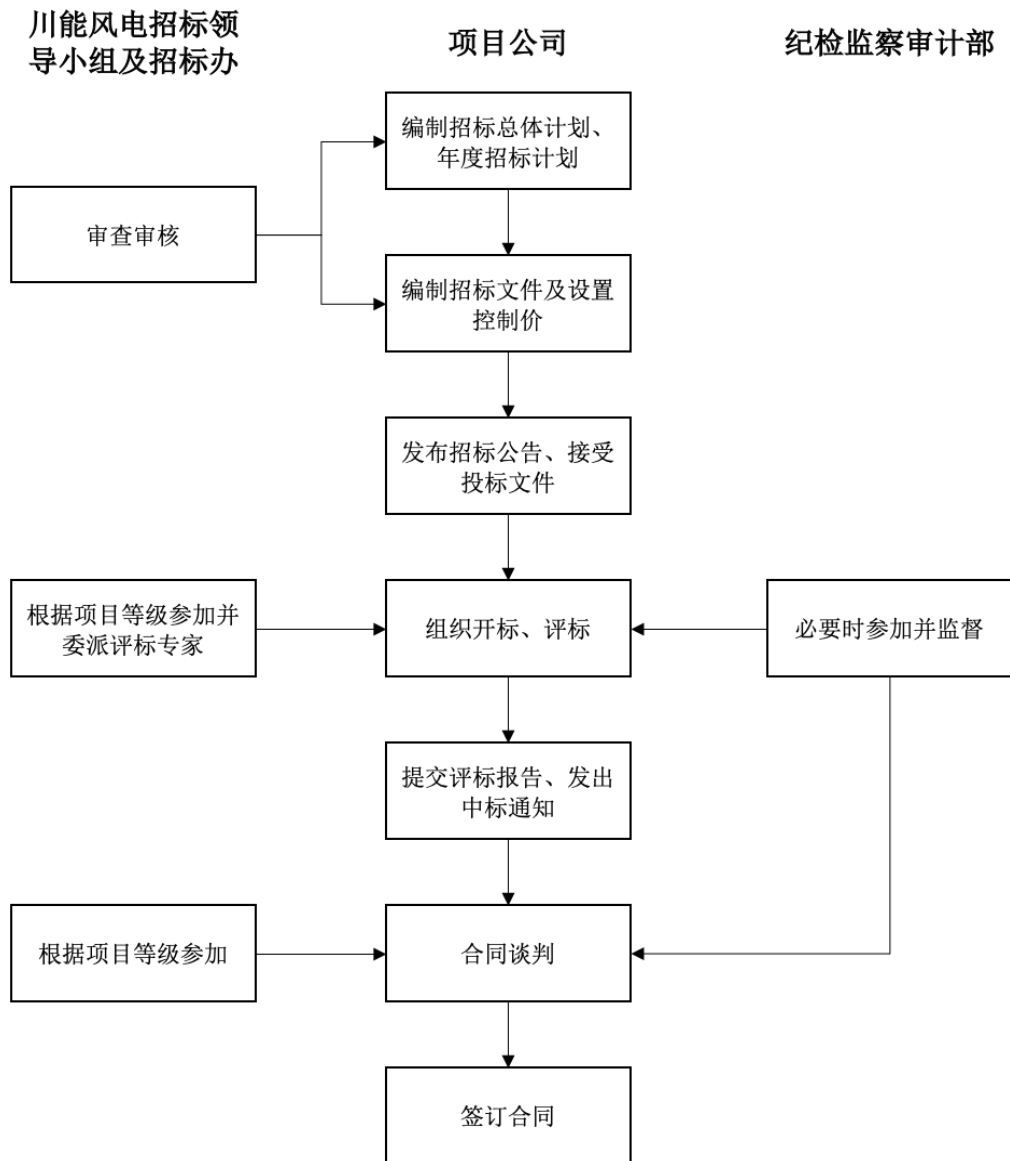 川能风电招标领
导小组及招标办
项目公司
纪检监察审计部
编制招标总体计划、
年度招标计划
审查审核
编制招标文件及设置
控制价
发布招标公告、接受
投标文件
根据项目等级参加并
委派评标专家
组织开标、评标
必要时参加并监督
提交评标报告、发出
中标通知
根据项目等级参加
合同谈判
签订合同